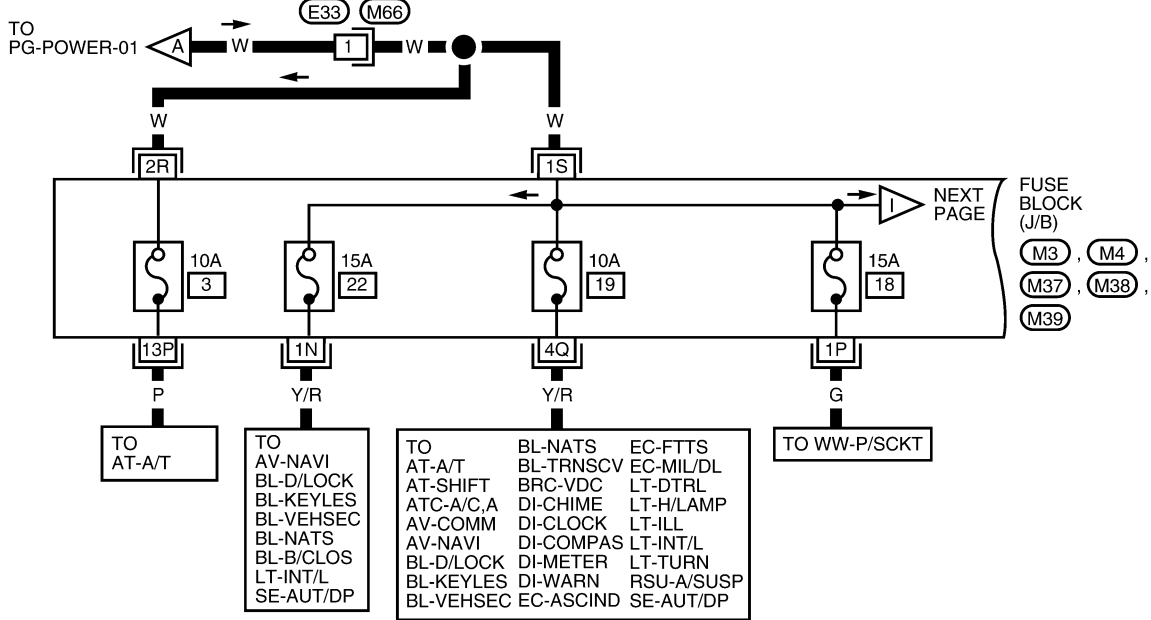 E33 M66
TO
PG-POWER-01
A
W
1
W
W
W
2R
1S
I
NEXT
PAGE
FUSE
BLOCK
(J/B)
M3 , M4 ,
M37 , M38 ,
M39
10A
3
15A
22
10A
19
15A
18
13P
1N
4Q
1P
P
Y/R
Y/R
G
TO
AT-A/T
TO
AV-NAVI
BL-D/LOCK
BL-KEYLES
BL-VEHSEC
BL-NATS
BL-B/CLOS
LT-INT/L
SE-AUT/DP
TO
AT-A/T
AT-SHIFT
ATC-A/C,A
AV-COMM
AV-NAVI
BL-D/LOCK
BL-KEYLES
BL-VEHSEC
BL-NATS
BL-TRNSCV
BRC-VDC
DI-CHIME
DI-CLOCK
DI-COMPAS
DI-METER
DI-WARN
EC-ASCIND
EC-FTTS
EC-MIL/DL
LT-DTRL
LT-H/LAMP
LT-ILL
LT-INT/L
LT-TURN
RSU-A/SUSP
SE-AUT/DP
TO WW-P/SCKT